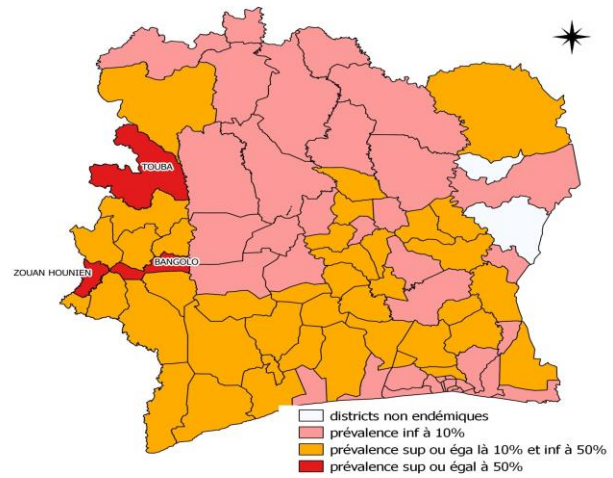 TOUBA
BANGOLO
ZOUAN HOUNIEN
districts non endémiques
prévalence inf à 10%
prévalence sup ou éga là 10% et inf à 50%
prévalence sup ou égal à 50%